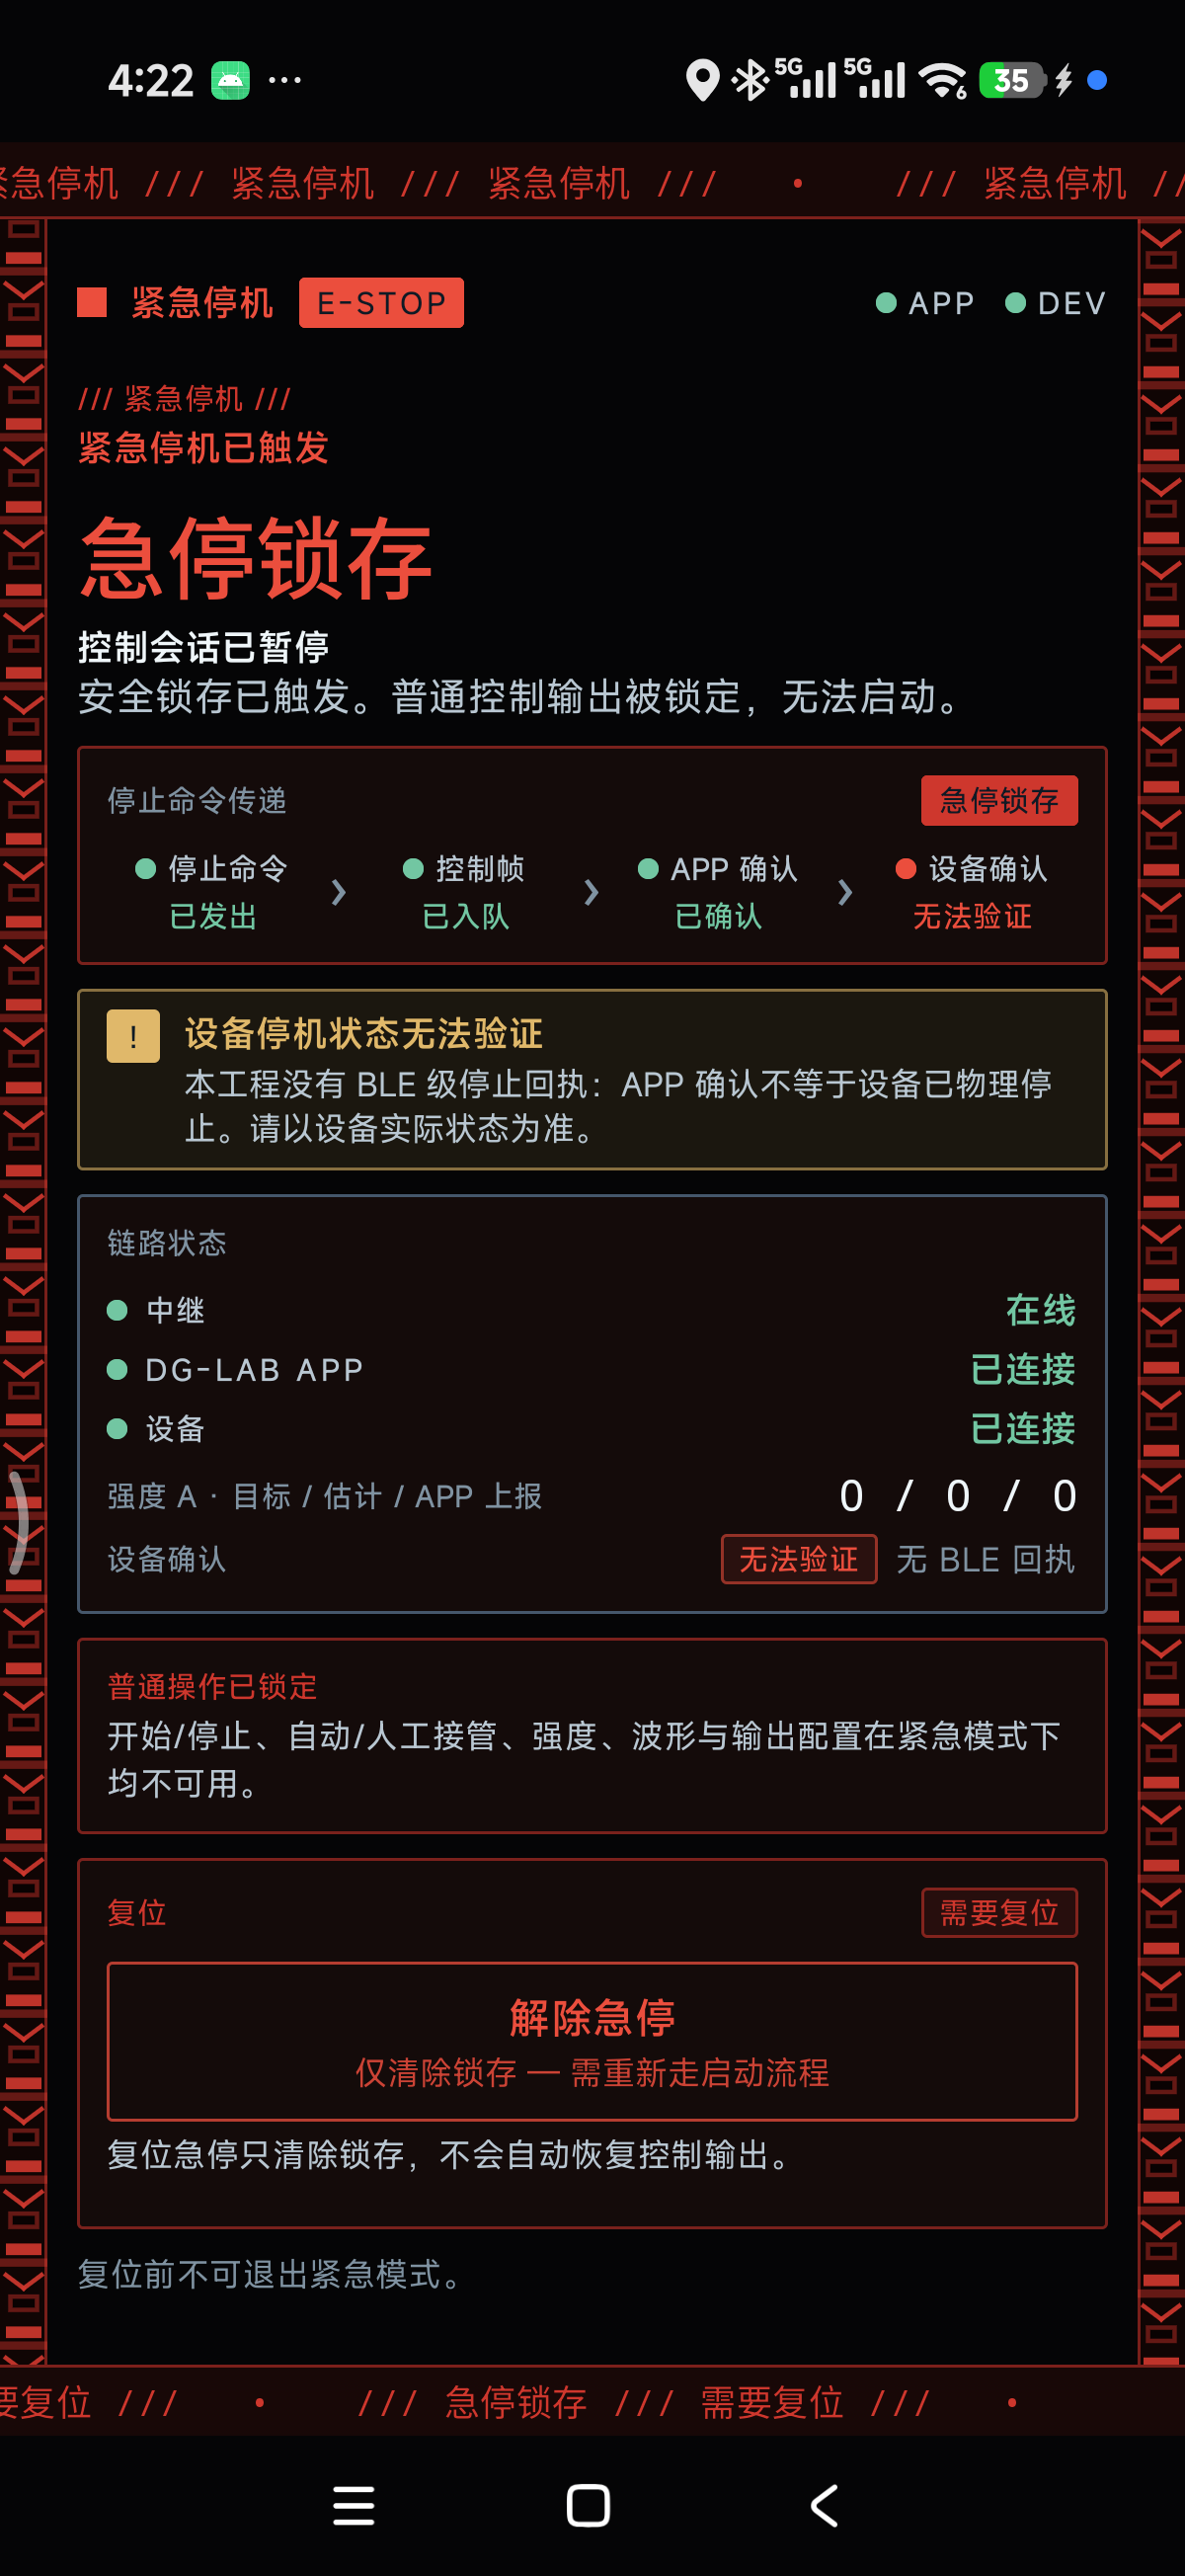 4:22 ··· 5G 5G 6 35
急停机 /// 紧急停机 /// 紧急停机 /// • /// 紧急停机 //
紧急停机 E-STOP APP DEV
/// 紧急停机 ///
紧急停机已触发
急停锁存
控制会话已暂停
安全锁存已触发。普通控制输出被锁定，无法启动。
停止命令传递 急停锁存
停止命令 › 控制帧 › APP 确认 › 设备确认
已发出 已入队 已确认 无法验证
! 设备停机状态无法验证
本工程没有 BLE 级停止回执：APP 确认不等于设备已物理停
止。请以设备实际状态为准。
链路状态
中继 在线
DG-LAB APP 已连接
设备 已连接
强度 A · 目标 / 估计 / APP 上报 0 / 0 / 0
设备确认 无法验证 无 BLE 回执
普通操作已锁定
开始/停止、自动/人工接管、强度、波形与输出配置在紧急模式下
均不可用。
复位 需要复位
解除急停
仅清除锁存 — 需重新走启动流程
复位急停只清除锁存，不会自动恢复控制输出。
复位前不可退出紧急模式。
要复位 /// • /// 急停锁存 /// 需要复位 /// •